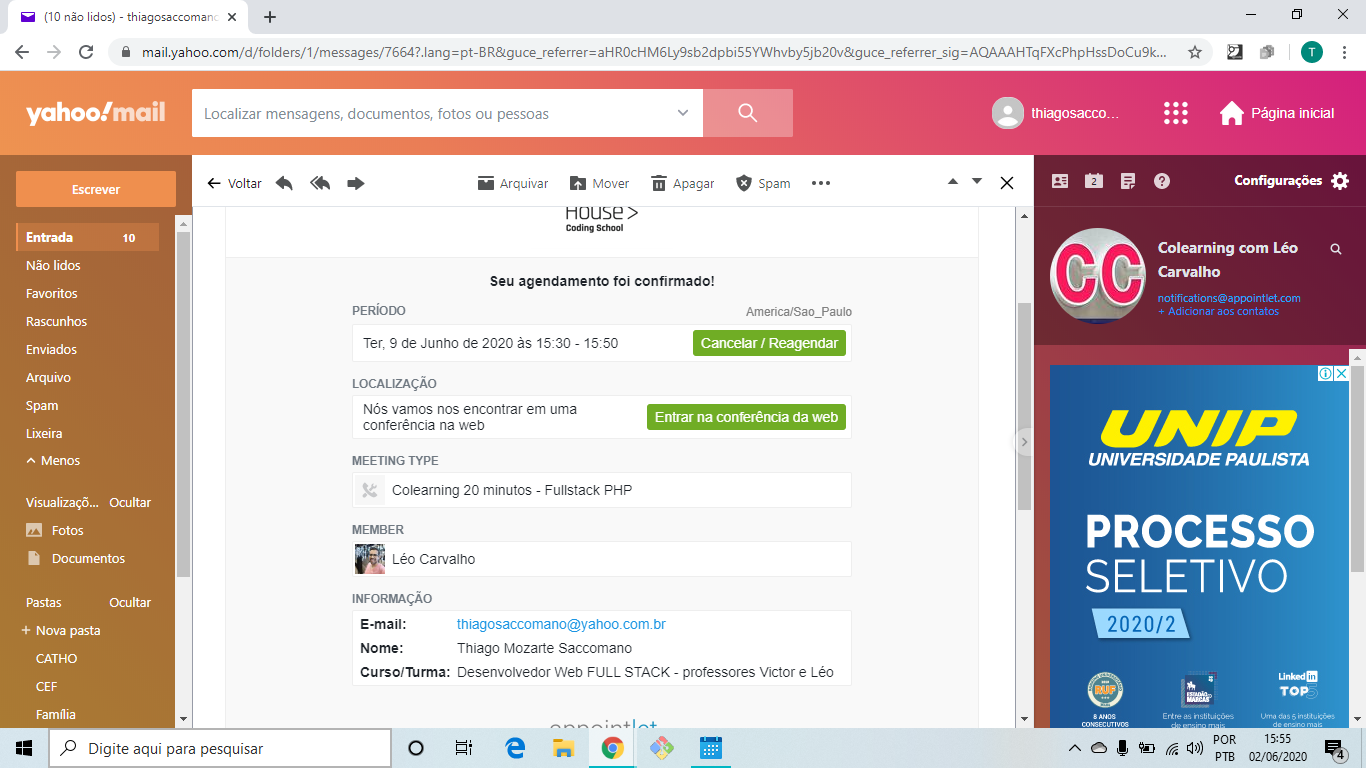 (10 não lidos) - thiagosaccomano
mail.yahoo.com/d/folders/1/messages/7664?.lang=pt-BR&guce_referrer=aHR0cHM6Ly9sb2dpbi55YWhvby5jb20v&guce_referrer_sig=AQAAAHTqFXcPhpHssDoCu9k...
T
yahoo!mail
Localizar mensagens, documentos, fotos ou pessoas
thiagosacco...
Página inicial
Escrever
Voltar
Arquivar
Mover
Apagar
Spam
2
Configurações
Entrada 10
Não lidos
Favoritos
Rascunhos
Enviados
Arquivo
Spam
Lixeira
Menos
Visualizaçõ... Ocultar
Fotos
Documentos
Pastas Ocultar
+ Nova pasta
CATHO
CEF
Família
House>
Coding School
Seu agendamento foi confirmado!
PERÍODO America/Sao_Paulo
Ter, 9 de Junho de 2020 às 15:30 - 15:50 Cancelar / Reagendar
LOCALIZAÇÃO
Nós vamos nos encontrar em uma
conferência na web
Entrar na conferência da web
MEETING TYPE
Colearning 20 minutos - Fullstack PHP
MEMBER
Léo Carvalho
INFORMAÇÃO
E-mail: thiagosaccomano@yahoo.com.br
Nome: Thiago Mozarte Saccomano
Curso/Turma: Desenvolvedor Web FULL STACK - professores Victor e Léo
appointlet
CC
Colearning com Léo
Carvalho
notifications@appointlet.com
+ Adicionar aos contatos
UNIP
UNIVERSIDADE PAULISTA
PROCESSO
SELETIVO
2020/2
RUF
8 ANOS
CONSECUTIVOS
ESTADÃO
MARCAS
Entre as instituições
de ensino mais
LinkedIn
TOP5
Uma das 5 instituições
de ensino mais
Digite aqui para pesquisar
POR
PTB
15:55
02/06/2020
4